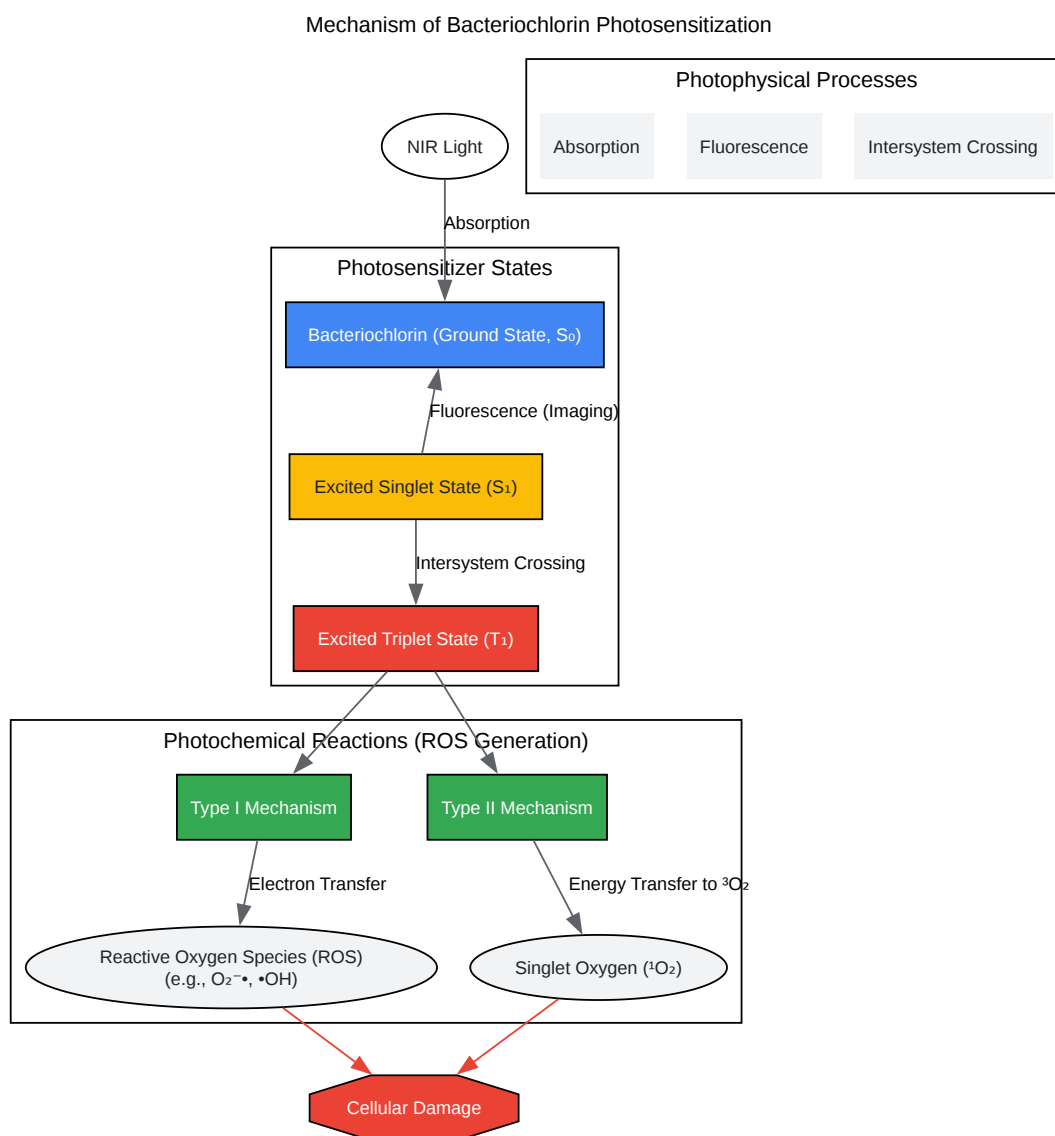 Mechanism of Bacteriochlorin Photosensitization
Photophysical Processes
NIR Light
Absorption
Fluorescence
Intersystem Crossing
Absorption
Photosensitizer States
Bacteriochlorin (Ground State, S₀)
Fluorescence (Imaging)
Excited Singlet State (S₁)
Intersystem Crossing
Excited Triplet State (T₁)
Photochemical Reactions (ROS Generation)
Type I Mechanism
Type II Mechanism
Electron Transfer
Energy Transfer to ³O₂
Reactive Oxygen Species (ROS)
(e.g., O₂⁻•, •OH)
Singlet Oxygen (¹O₂)
Cellular Damage